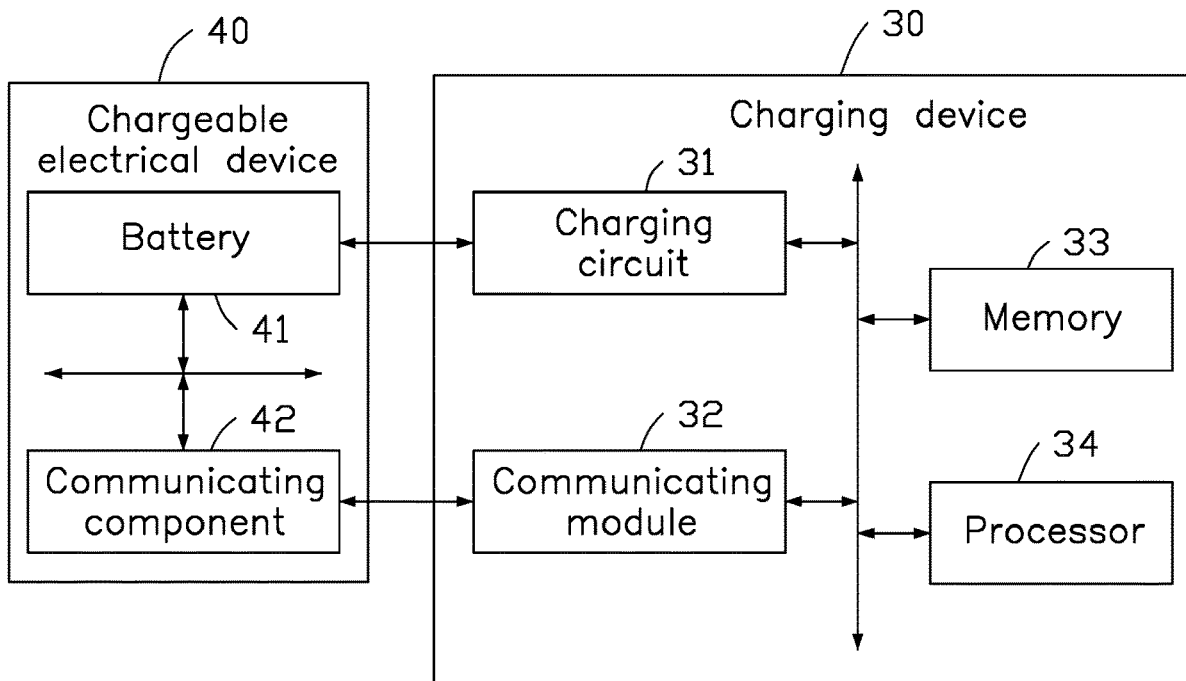 40
30
Chargeable
electrical device
Charging device
31
Battery
Charging
circuit
33
41
Memory
42
32
34
Communicating
component
Communicating
module
Processor